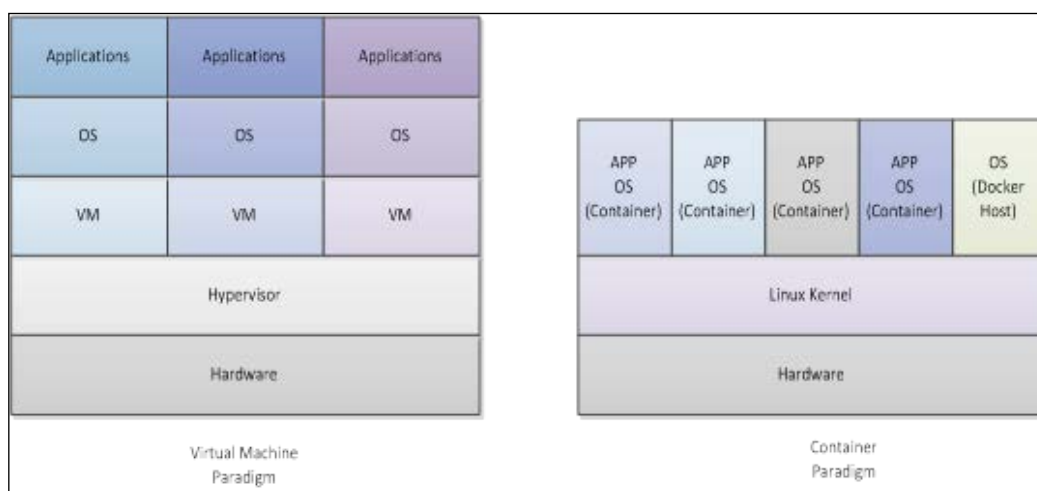 Applications
Applications
Applications
OS
OS
OS
VM
VM
VM
Hypervisor
Hardware
Virtual Machine
Paradigm
APP
OS
(Container)
APP
OS
(Container)
APP
OS
(Container)
APP
OS
(Container)
OS
(Docker
Host)
Linux Kernel
Hardware
Container
Paradigm